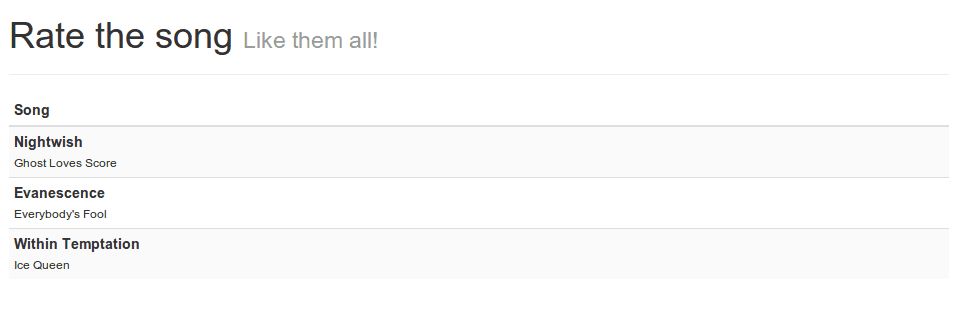 Rate the song Like them all!
Song
Nightwish
Ghost Loves Score
Evanescence
Everybody's Fool
Within Temptation
Ice Queen